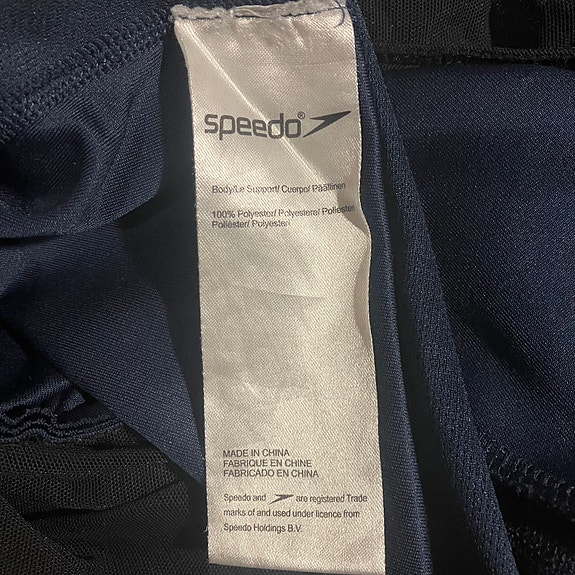 speedo®
Body/Le Support/ Cuerpo/ Päällinen
100% Polyester/ Polyestere/ Poliester/
Poliéster/ Polyesteri
MADE IN CHINA
FABRIQUE EN CHINE
FABRICADO EN CHINA
Speedo and are registered Trade
marks of and used under licence from
Speedo Holdings B.V.